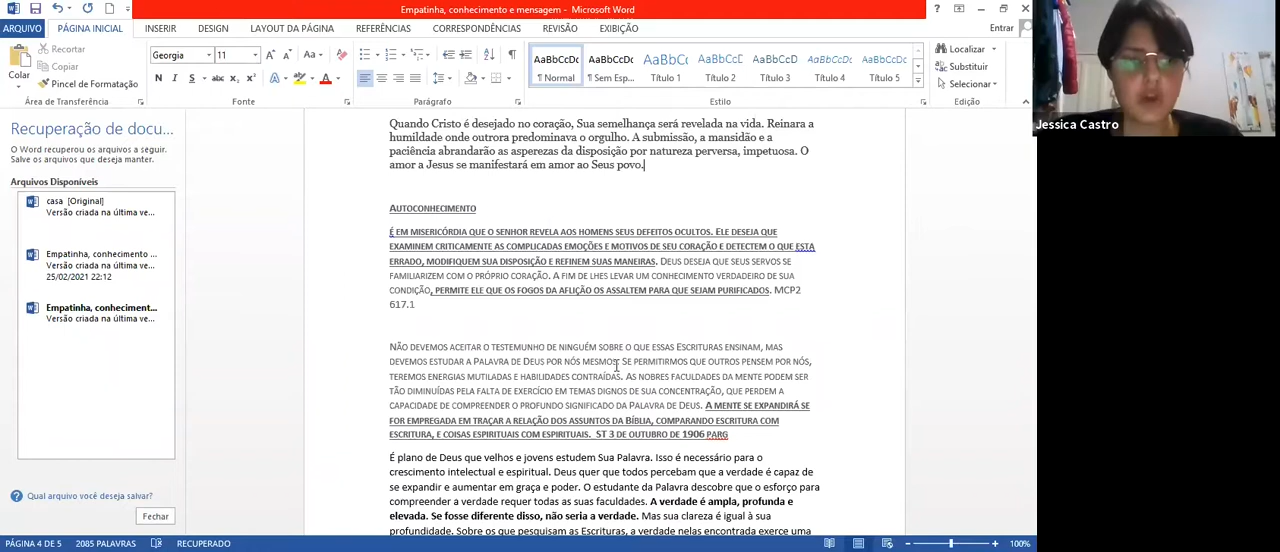 Empatinha, conhecimento e mensagem - Microsoft Word
ARQUIVO PÁGINA INICIAL INSERIR DESIGN LAYOUT DA PÁGINA REFERÊNCIAS CORRESPONDÊNCIAS REVISÃO EXIBIÇÃO Entrar
Colar
Recortar
Copiar
Pincel de Formatação
Área de Transferência
Georgia 11
Fonte
Parágrafo
AaBbCcDc AaBbCcDc AaBbCc AaBbCcD AaBbCcD AaBbCcDc AaBbCcDc
¶ Normal ¶ Sem Esp... Título 1 Título 2 Título 3 Título 4 Título 5
Estilo
Localizar
Substituir
Selecionar
Edição
Jessica Castro
Recuperação de docu...
O Word recuperou os arquivos a seguir.
Salve os arquivos que deseja manter.
Arquivos Disponíveis
casa [Original]
Versão criada na última ve...
Empatinha, conhecimento ...
25/02/2021 22:12
Empatinha, conheciment...
Versão criada na última ve...
Qual arquivo você deseja salvar?
Fechar
Quando Cristo é desejado no coração, Sua semelhança será revelada na vida. Reinara a
humildade onde outrora predominava o orgulho. A submissão, a mansidão e a
paciência abrandarão as asperezas da disposição por natureza perversa, impetuosa. O
amor a Jesus se manifestará em amor ao Seus povo.
AUTOCONHECIMENTO
É EM MISERICÓRDIA QUE O SENHOR REVELA AOS HOMENS SEUS DEFEITOS OCULTOS. ELE DESEJA QUE
EXAMINEM CRITICAMENTE AS COMPLICADAS EMOÇÕES E MOTIVOS DE SEU CORAÇÃO E DETECTEM O QUE ESTA
ERRADO, MODIFIQUEM SUA DISPOSIÇÃO E REFINEM SUAS MANEIRAS. DEUS DESEJA QUE SEUS SERVOS SE
FAMILIARIZEM COM O PRÓPRIO CORAÇÃO. A FIM DE LHES LEVAR UM CONHECIMENTO VERDADEIRO DE SUA
CONDIÇÃO, PERMITE ELE QUE OS FOGOS DA AFLIÇÃO OS ASSALTEM PARA QUE SEJAM PURIFICADOS. MCP2
617.1
NÃO DEVEMOS ACEITAR O TESTEMUNHO DE NINGUÉM SOBRE O QUE ESSAS ESCRITURAS ENSINAM, MAS
DEVEMOS ESTUDAR A PALAVRA DE DEUS POR NÓS MESMOS. SE PERMITIRMOS QUE OUTROS PENSEM POR NÓS,
TEREMOS ENERGIAS MUTILADAS E HABILIDADES CONTRAÍDAS. AS NOBRES FACULDADES DA MENTE PODEM SER
TÃO DIMINUÍDAS PELA FALTA DE EXERCÍCIO EM TEMAS DIGNOS DE SUA CONCENTRAÇÃO, QUE PERDEM A
CAPACIDADE DE COMPREENDER O PROFUNDO SIGNIFICADO DA PALAVRA DE DEUS. A MENTE SE EXPANDIRÁ SE
FOR EMPREGADA EM TRAÇAR A RELAÇÃO DOS ASSUNTOS DA BÍBLIA, COMPARANDO ESCRITURA COM
ESCRITURA, E COISAS ESPIRITUAIS COM ESPIRITUAIS. ST 3 DE OUTUBRO DE 1906 PARG
É plano de Deus que velhos e jovens estudem Sua Palavra. Isso é necessário para o
crescimento intelectual e espiritual. Deus quer que todos percebam que a verdade é capaz de
se expandir e aumentar em graça e poder. O estudante da Palavra descobre que o esforço para
compreender a verdade requer todas as suas faculdades. A verdade é ampla, profunda e
elevada. Se fosse diferente disso, não seria a verdade. Mas sua clareza é igual à sua
profundidade. Sobre os que pesquisam as Escrituras, a verdade nelas encontrada exerce uma
PÁGINA 4 DE 5 2085 PALAVRAS RECUPERADO 100%